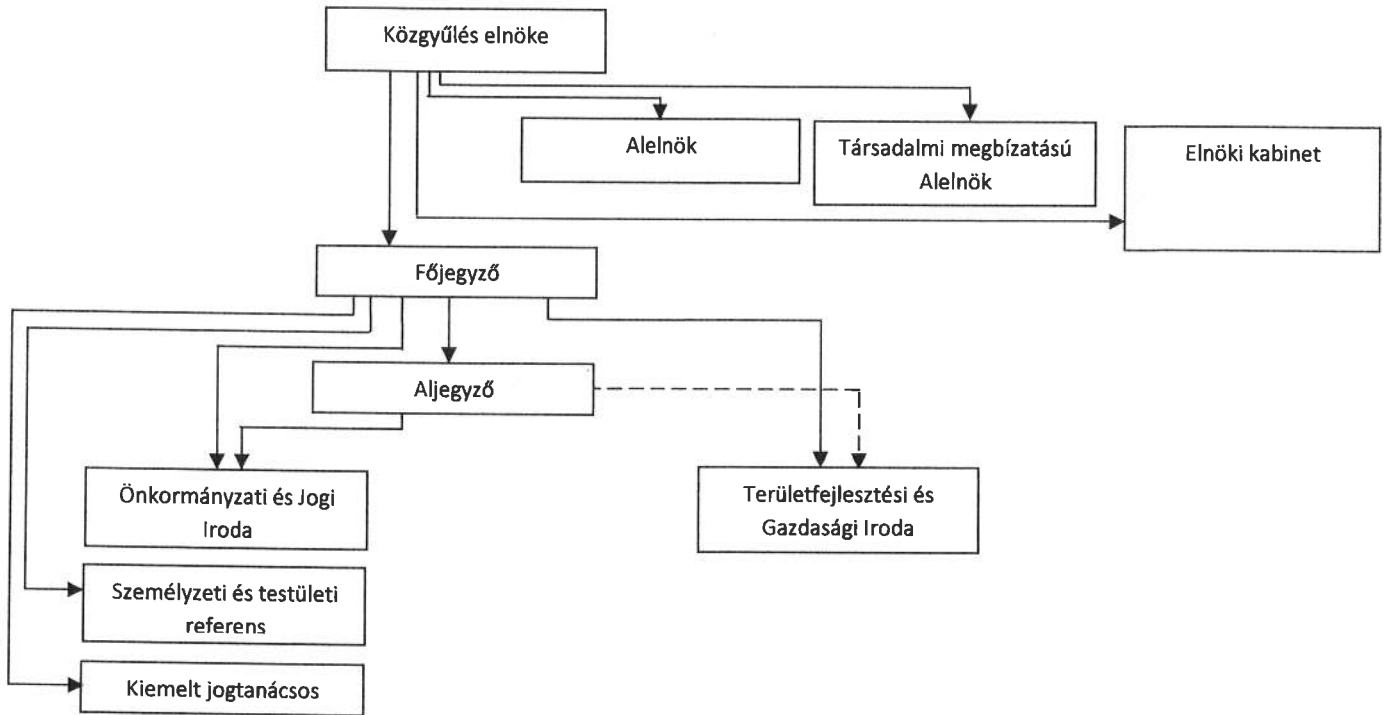 Közgyűlés elnöke
Alelnök
Társadalmi megbízatású
Alelnök
Elnöki kabinet
Főjegyző
Aljegyző
Önkormányzati és Jogi
Iroda
Területfejlesztési és
Gazdasági Iroda
Személyzeti és testületi
referens
Kiemelt jogtanácsos